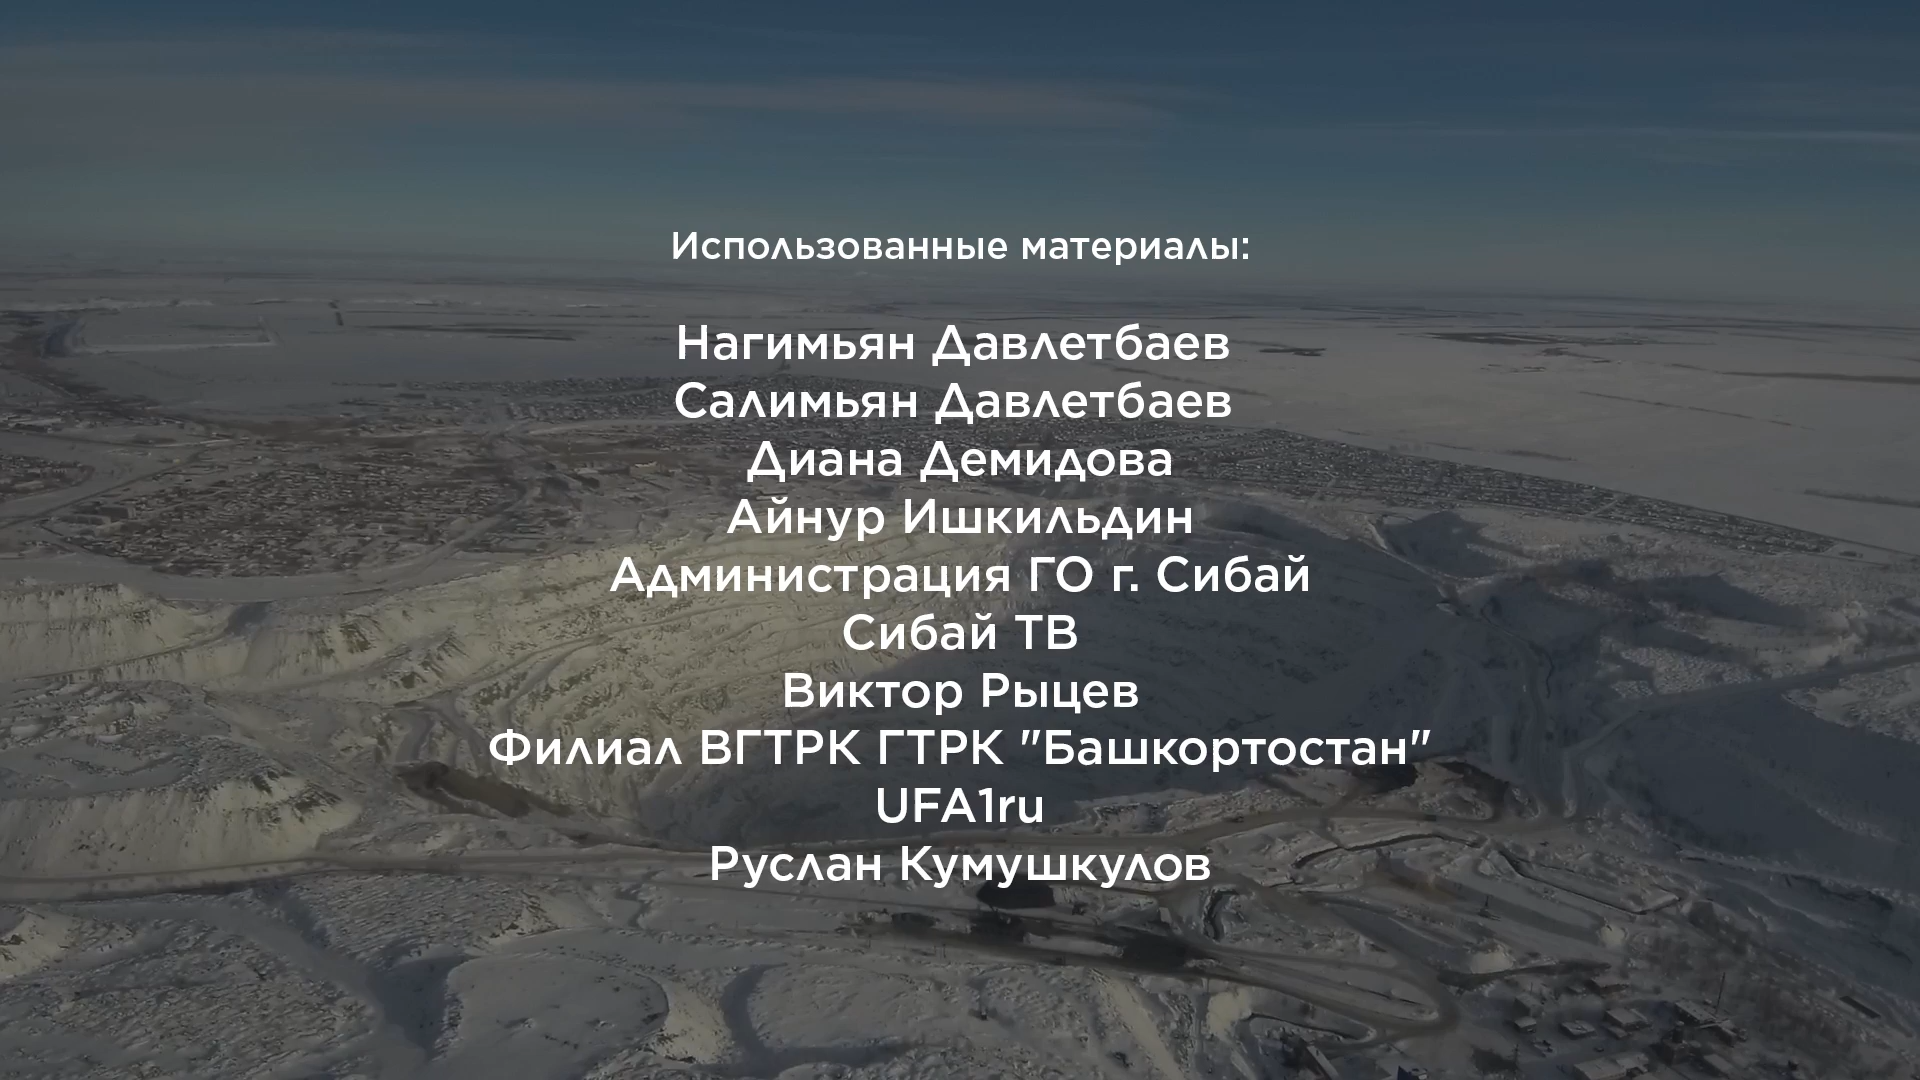 Использованные материалы:
Нагимьян Давлетбаев
Салимьян Давлетбаев
Диана Демидова
Айнур Ишкильдин
Администрация ГО г. Сибай
Сибай ТВ
Виктор Рыцев
Филиал ВГТРК ГТРК "Башкортостан"
UFA1ru
Руслан Кумушкулов